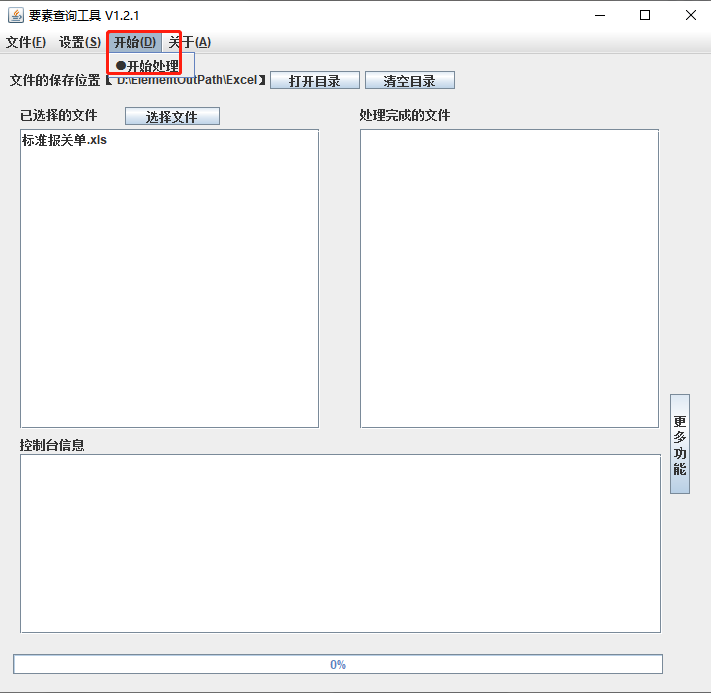 要素查询工具 V1.2.1
文件(F) 设置(S) 开始(D) 关于(A)
●开始处理
文件的保存位置【 D:\ElementOutPath\Excel】 打开目录 清空目录
已选择的文件 选择文件 处理完成的文件
标准报关单.xls
更多功能
控制台信息
0%